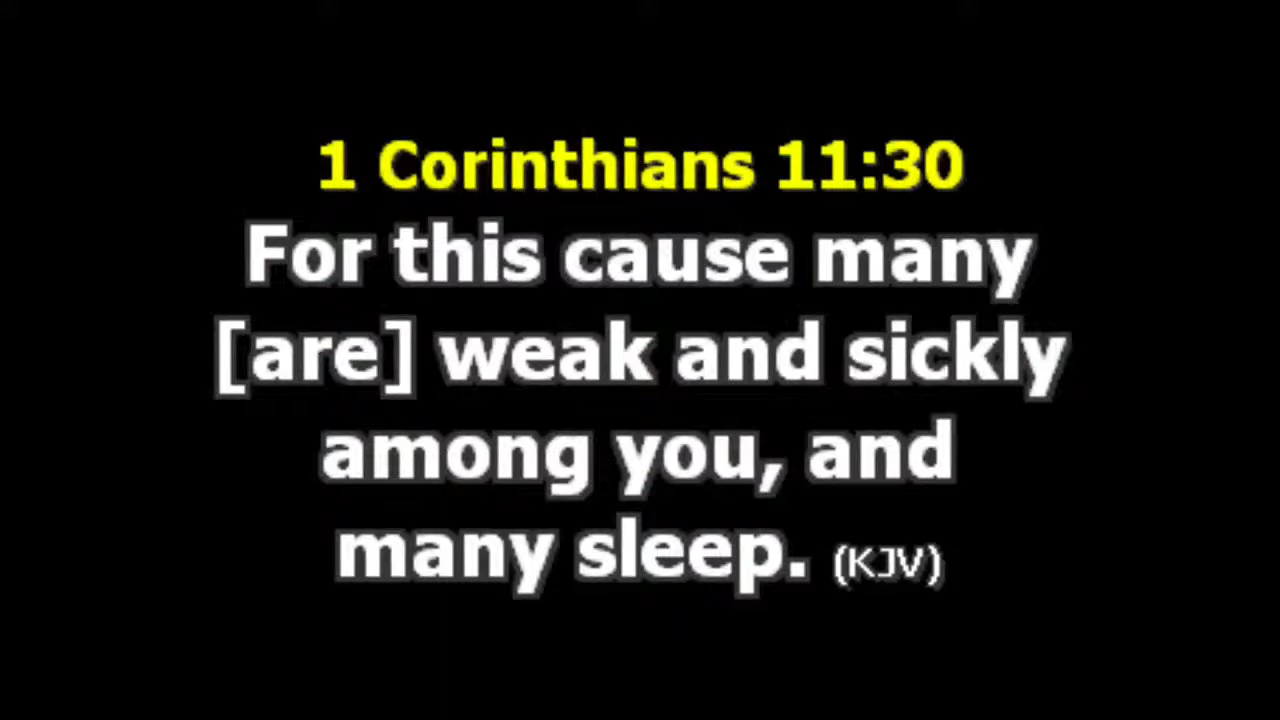 1 Corinthians 11:30
For this cause many
[are] weak and sickly
among you, and
many sleep. (KJV)